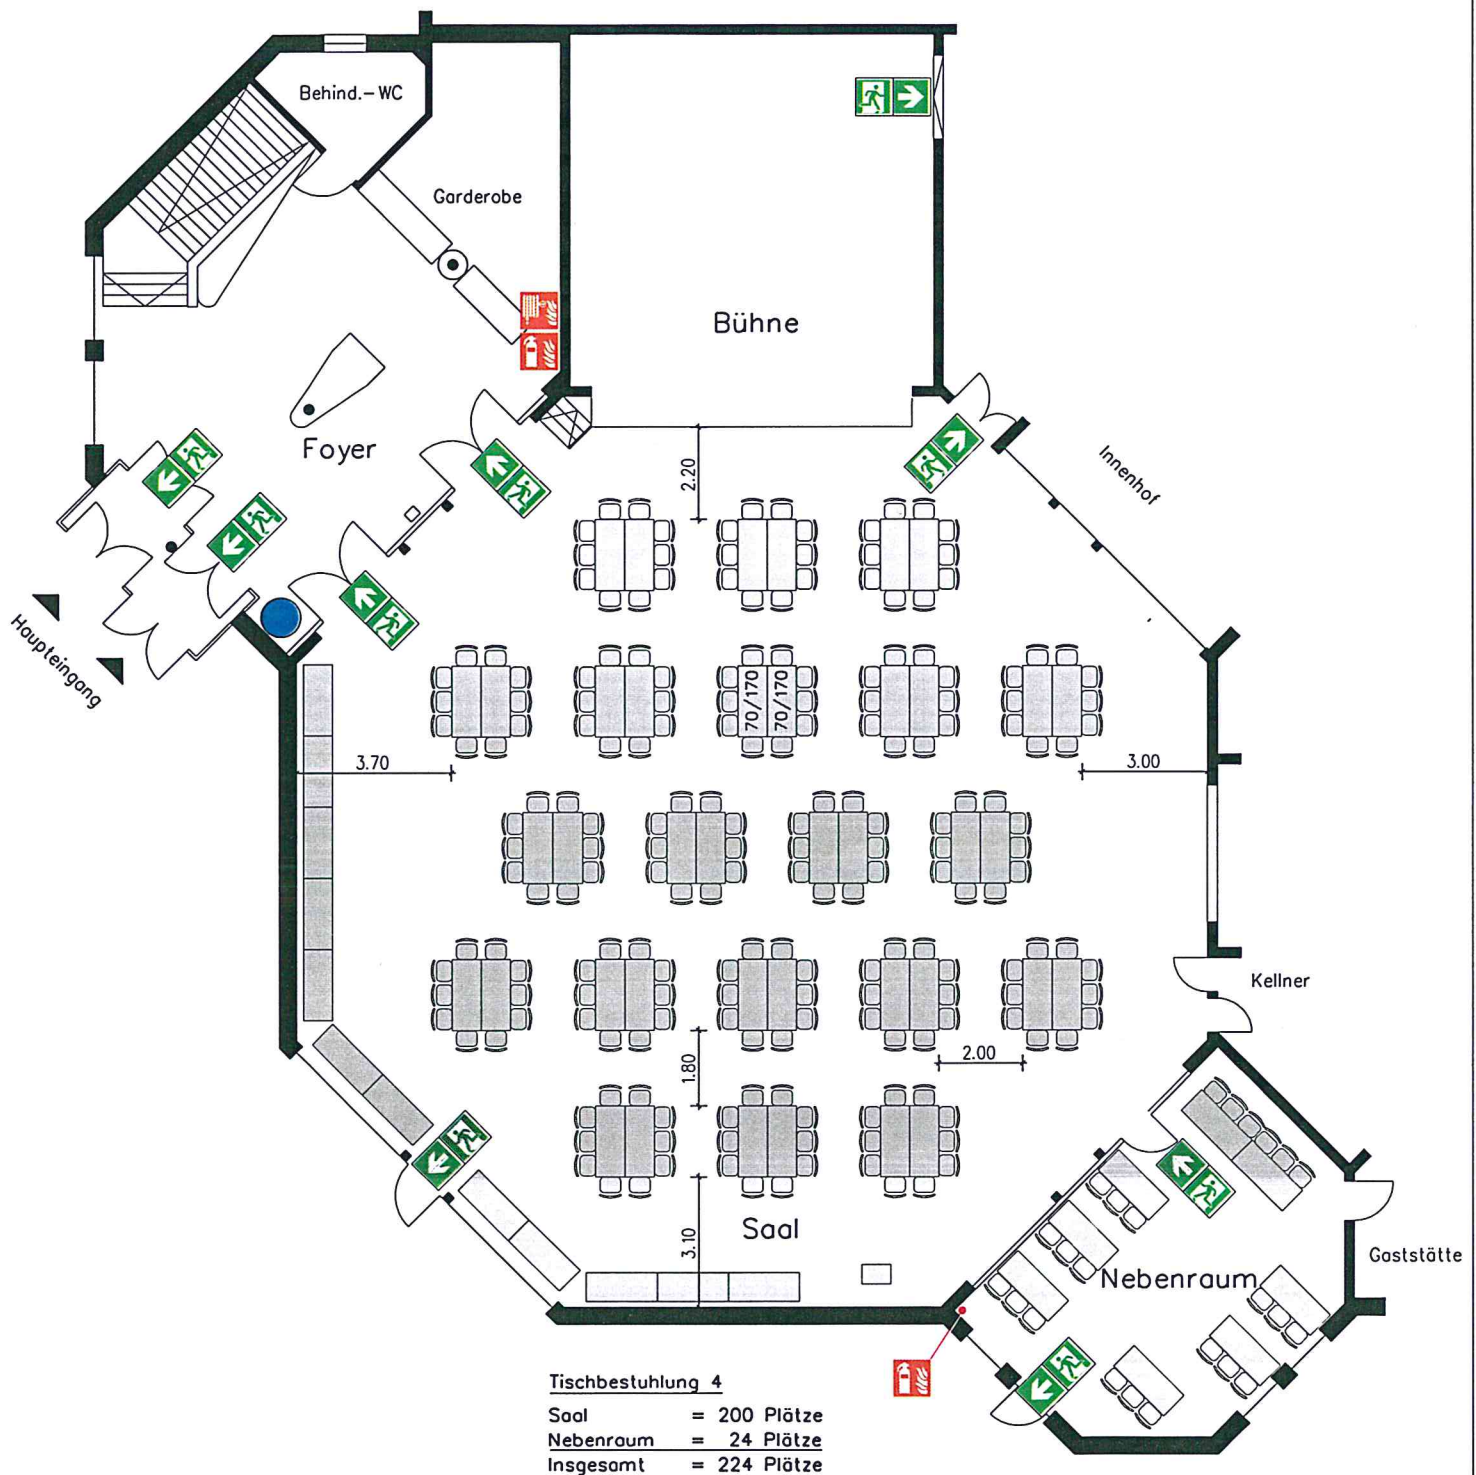 Behind.-WC
Garderobe
Bühne
Foyer
Innenhof
2.20
Haupteingang
70/170
70/170
3.70
3.00
Kellner
1.80
2.00
Saal
3.10
Nebenraum
Gaststätte
Tischbestuhlung 4
Saal = 200 Plätze
Nebenraum = 24 Plätze
Insgesamt = 224 Plätze